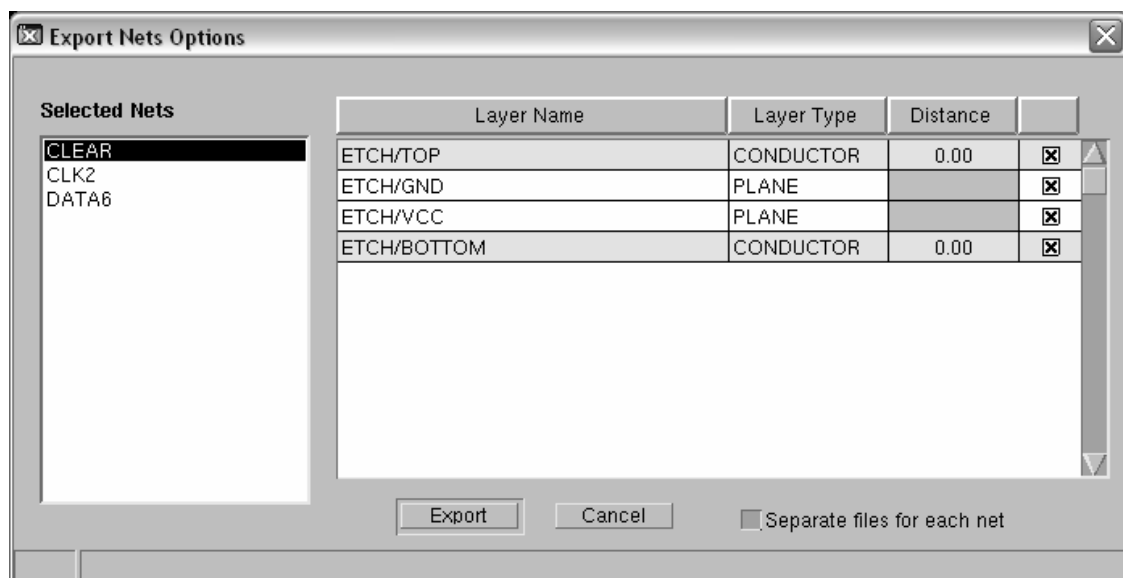 Export Nets Options
Selected Nets
CLEAR
CLK2
DATA6
Layer Name Layer Type Distance
ETCH/TOP CONDUCTOR 0.00
ETCH/GND PLANE
ETCH/VCC PLANE
ETCH/BOTTOM CONDUCTOR 0.00
Export Cancel Separate files for each net